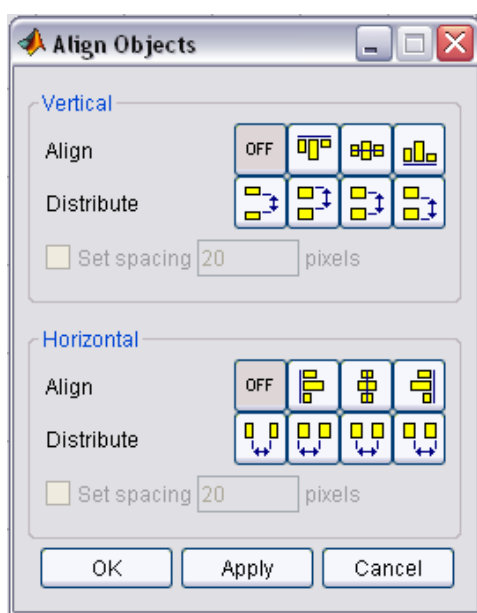 Align Objects
Vertical
Align OFF
Distribute
Set spacing 20 pixels
Horizontal
Align OFF
Distribute
Set spacing 20 pixels
OK Apply Cancel